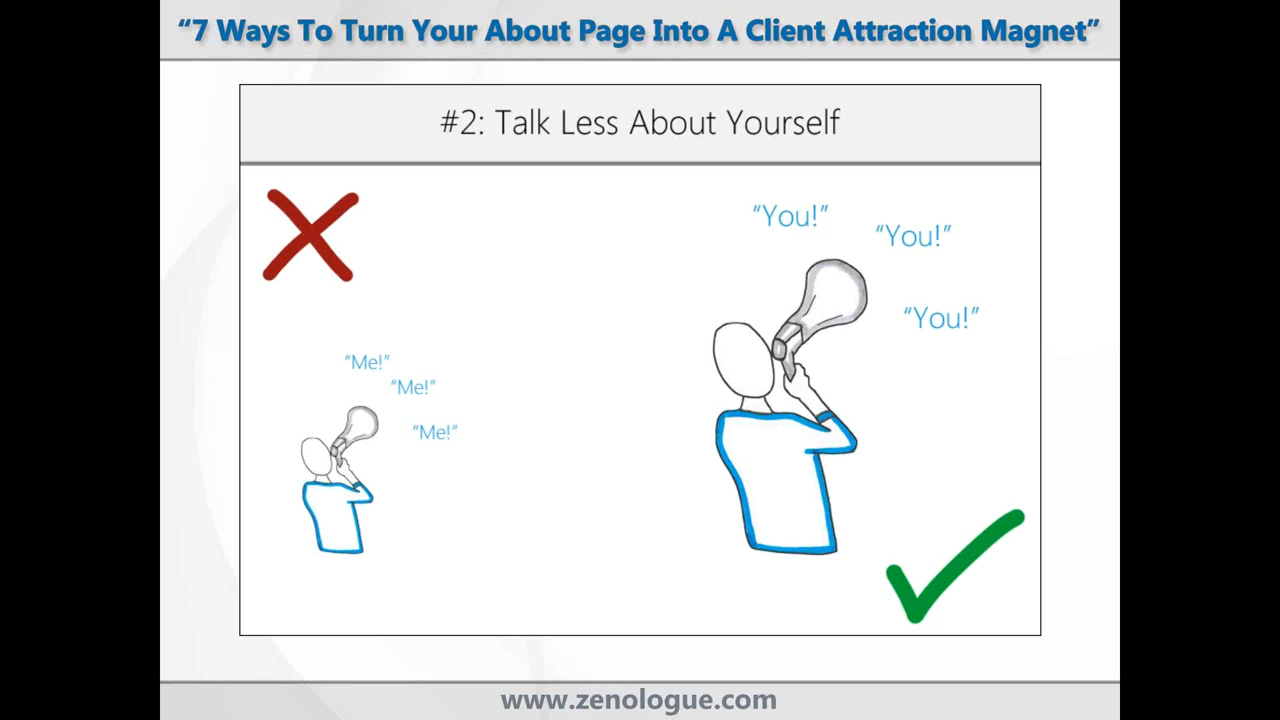 “7 Ways To Turn Your About Page Into A Client Attraction Magnet”
#2: Talk Less About Yourself
“Me!”
“Me!”
“Me!”
“You!”
“You!”
“You!”
www.zenologue.com